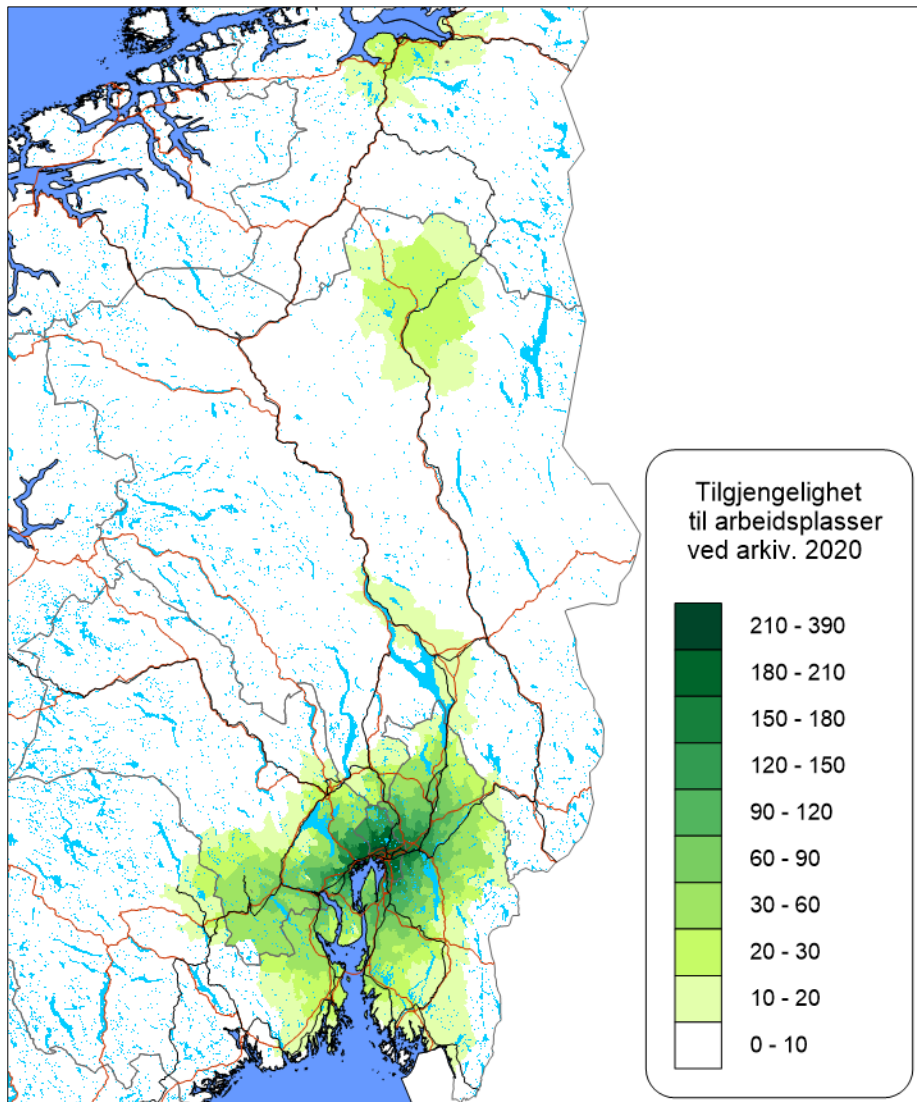 Tilgjengelighet
til arbeidsplasser
ved arkiv. 2020
210 - 390
180 - 210
150 - 180
120 - 150
90 - 120
60 - 90
30 - 60
20 - 30
10 - 20
0 - 10